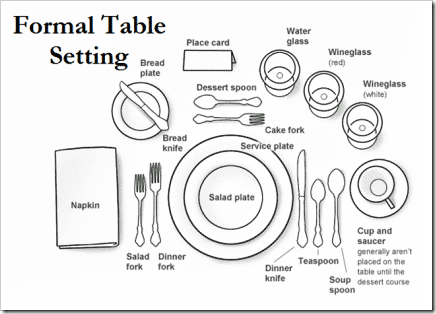 Formal Table
Setting
Place card
Water
glass
Wineglass
(red)
Wineglass
(white)
Bread
plate
Dessert spoon
Cake fork
Bread
knife
Service plate
Salad plate
Napkin
Salad
fork
Dinner
fork
Dinner
knife
Teaspoon
Soup
spoon
Cup and
saucer
generally aren't
placed on the
table until the
dessert course